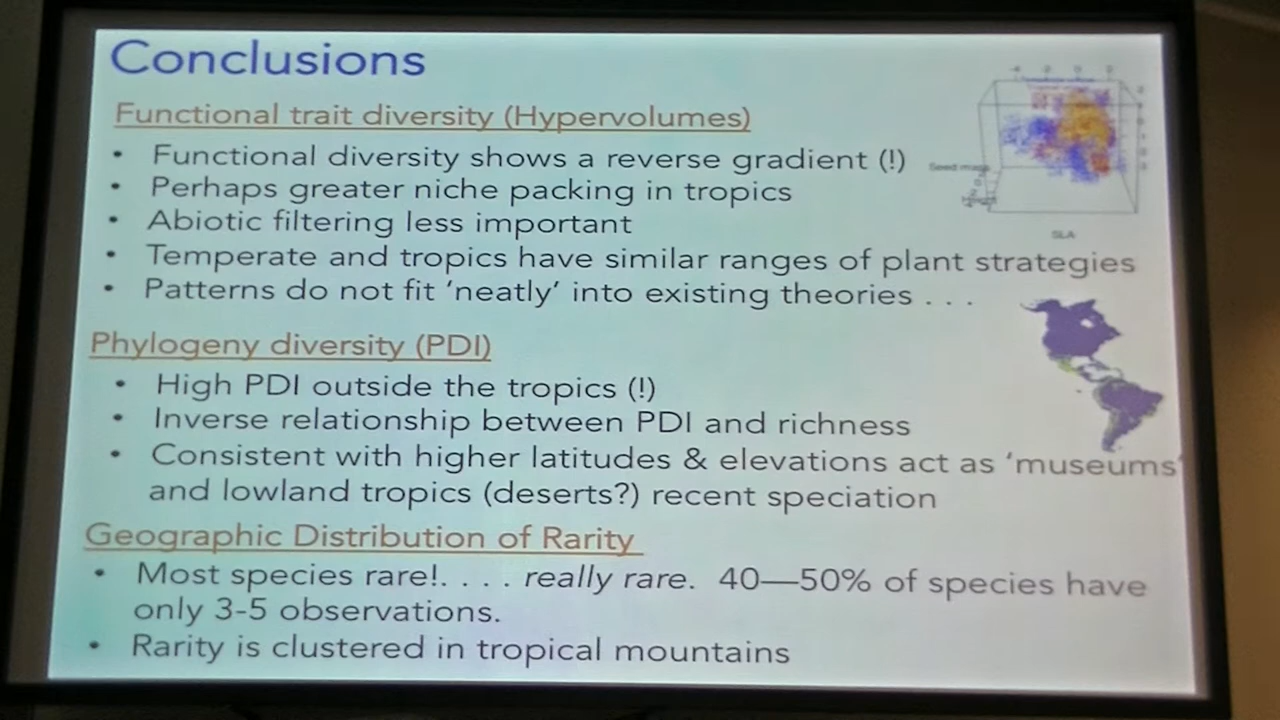 Conclusions
Functional trait diversity (Hypervolumes)
• Functional diversity shows a reverse gradient (!)
• Perhaps greater niche packing in tropics
• Abiotic filtering less important
• Temperate and tropics have similar ranges of plant strategies
• Patterns do not fit ‘neatly’ into existing theories . . .
SLA
Phylogeny diversity (PDI)
• High PDI outside the tropics (!)
• Inverse relationship between PDI and richness
• Consistent with higher latitudes & elevations act as ‘museums’
and lowland tropics (deserts?) recent speciation
Geographic Distribution of Rarity
• Most species rare!. . . . really rare. 40—50% of species have
only 3-5 observations.
• Rarity is clustered in tropical mountains